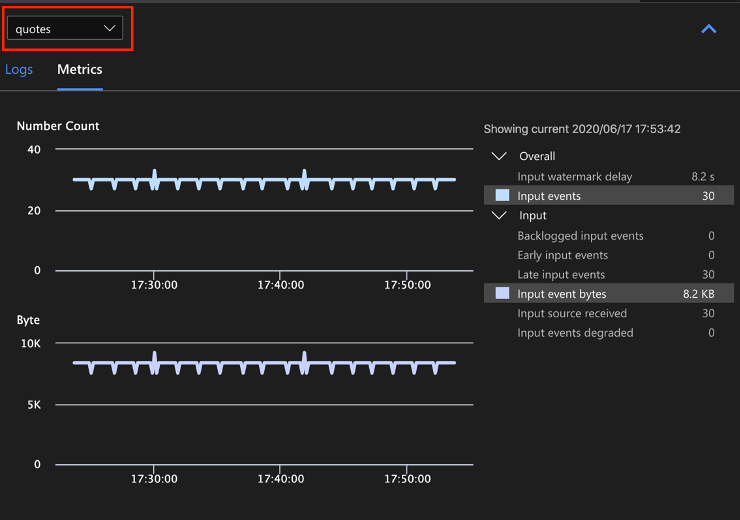 quotes
Logs Metrics
Number Count
40
20
0
17:30:00 17:40:00 17:50:00
Byte
10K
5K
0
17:30:00 17:40:00 17:50:00
Showing current 2020/06/17 17:53:42
Overall
Input watermark delay 8.2 s
Input events 30
Input
Backlogged input events 0
Early input events 0
Late input events 30
Input event bytes 8.2 KB
Input source received 30
Input events degraded 0